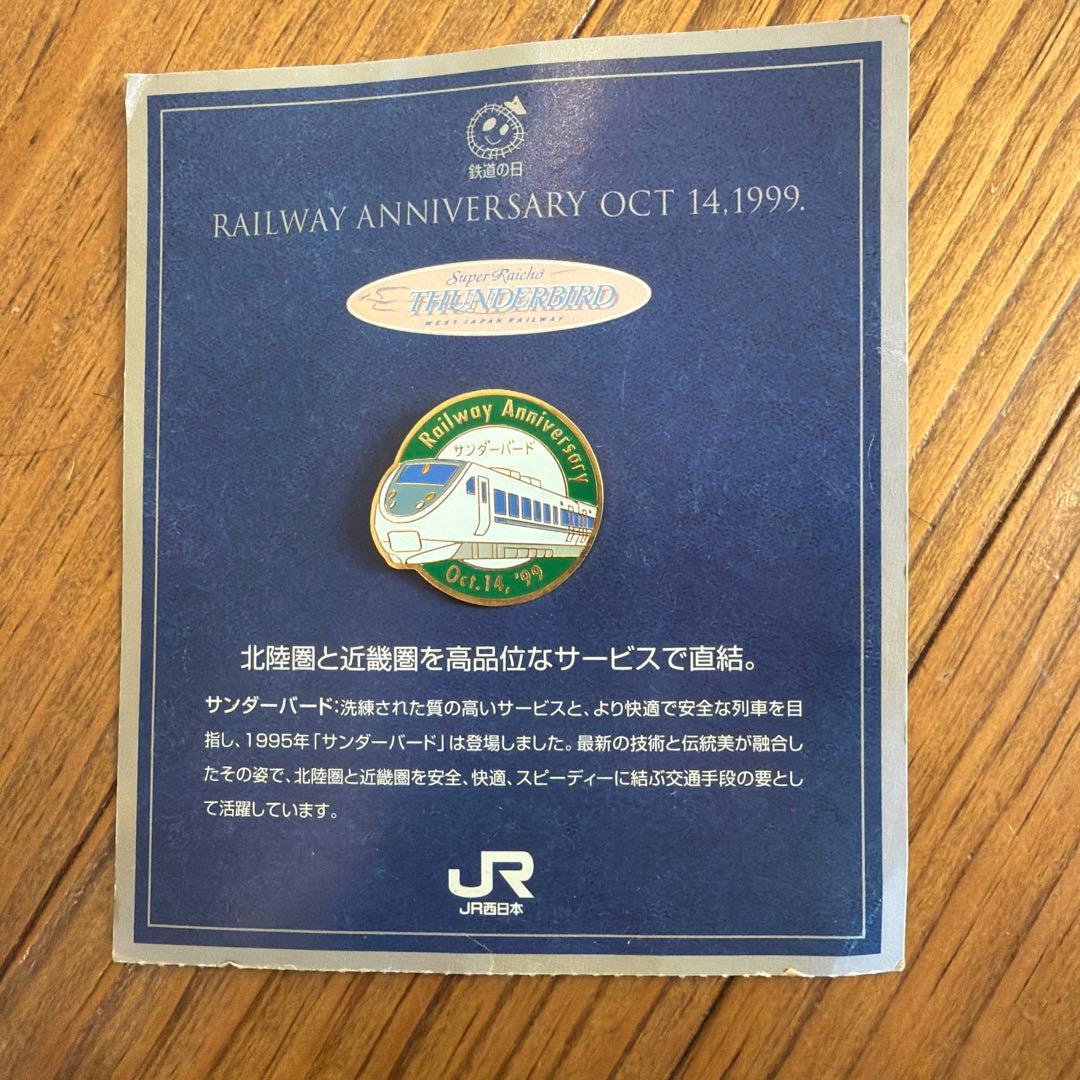 鉄道の日
RAILWAY ANNIVERSARY OCT 14,1999.
Super Raichō
THUNDERBIRD
WEST JAPAN RAILWAY
Railway Anniversary
サンダーバード
Oct.14, '99
北陸圏と近畿圏を高品位なサービスで直結。
サンダーバード:洗練された質の高いサービスと、より快適で安全な列車を目
指し、1995年「サンダーバード」は登場しました。最新の技術と伝統美が融合し
たその姿で、北陸圏と近畿圏を安全、快適、スピーディーに結ぶ交通手段の要とし
て活躍しています。
JR
JR西日本